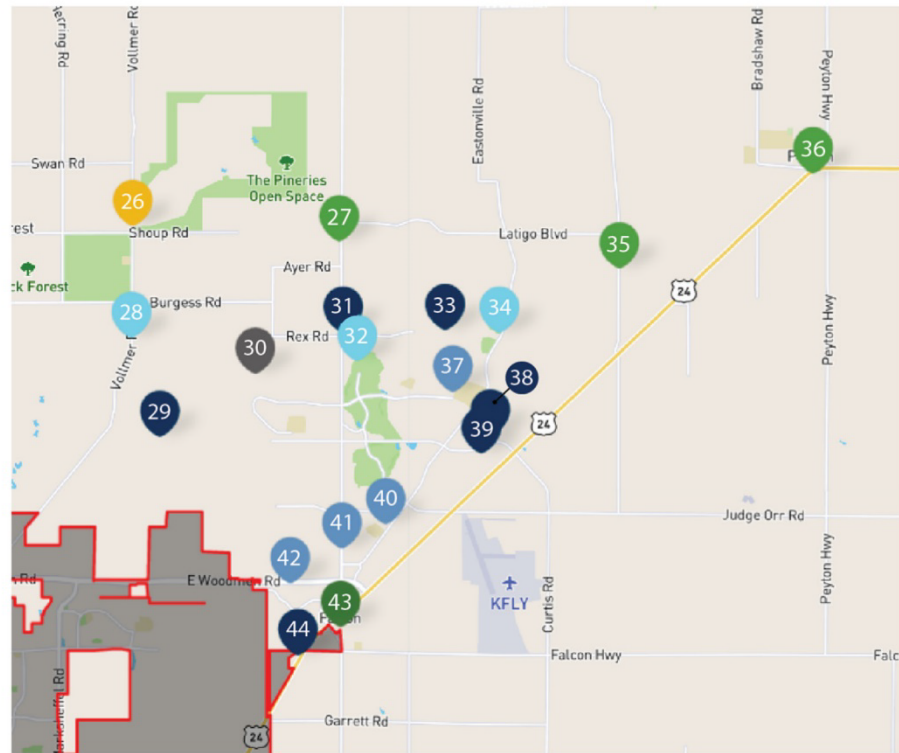 Vollmer Rd
Eastonville Rd
Bradshaw Rd
Peyton Hwy
Swan Rd
36
The Pineries
Open Space
26
27
Shoup Rd
Latigo Blvd
35
Ayer Rd
24
28
Burgess Rd
31
33
34
Rex Rd
32
30
Peyton Hwy
37
38
29
39
24
40
Judge Orr Rd
41
42
E Woodmen Rd
KFLY
Curtis Rd
Peyton Hwy
43
44
Falcon Hwy
Garrett Rd
24